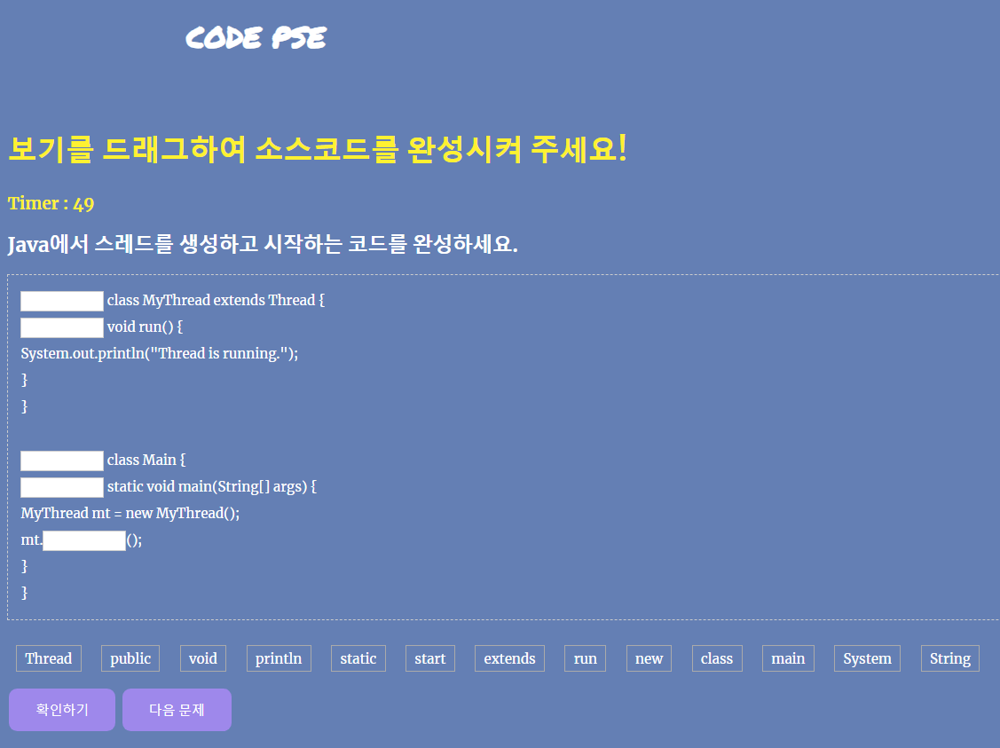 CODE PSE
보기를 드래그하여 소스코드를 완성시켜 주세요!
Timer : 49
Java에서 스레드를 생성하고 시작하는 코드를 완성하세요.
class MyThread extends Thread {
void run() {
System.out.println("Thread is running.");
}
}
class Main {
static void main(String[] args) {
MyThread mt = new MyThread();
mt. ();
}
}
Thread public void println static start extends run new class main System String
확인하기 다음 문제